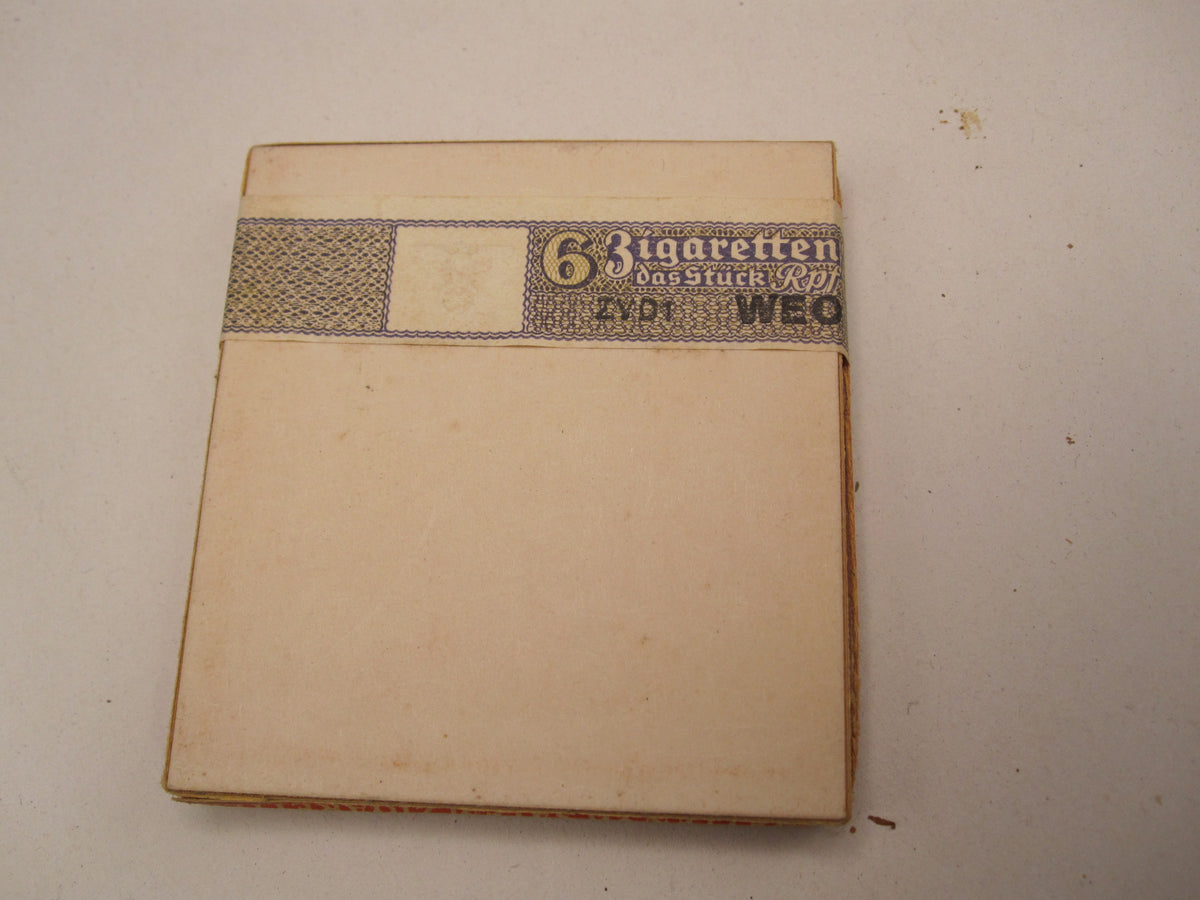 6 Zigaretten
das Stück Rpf
ZVD1 WEO